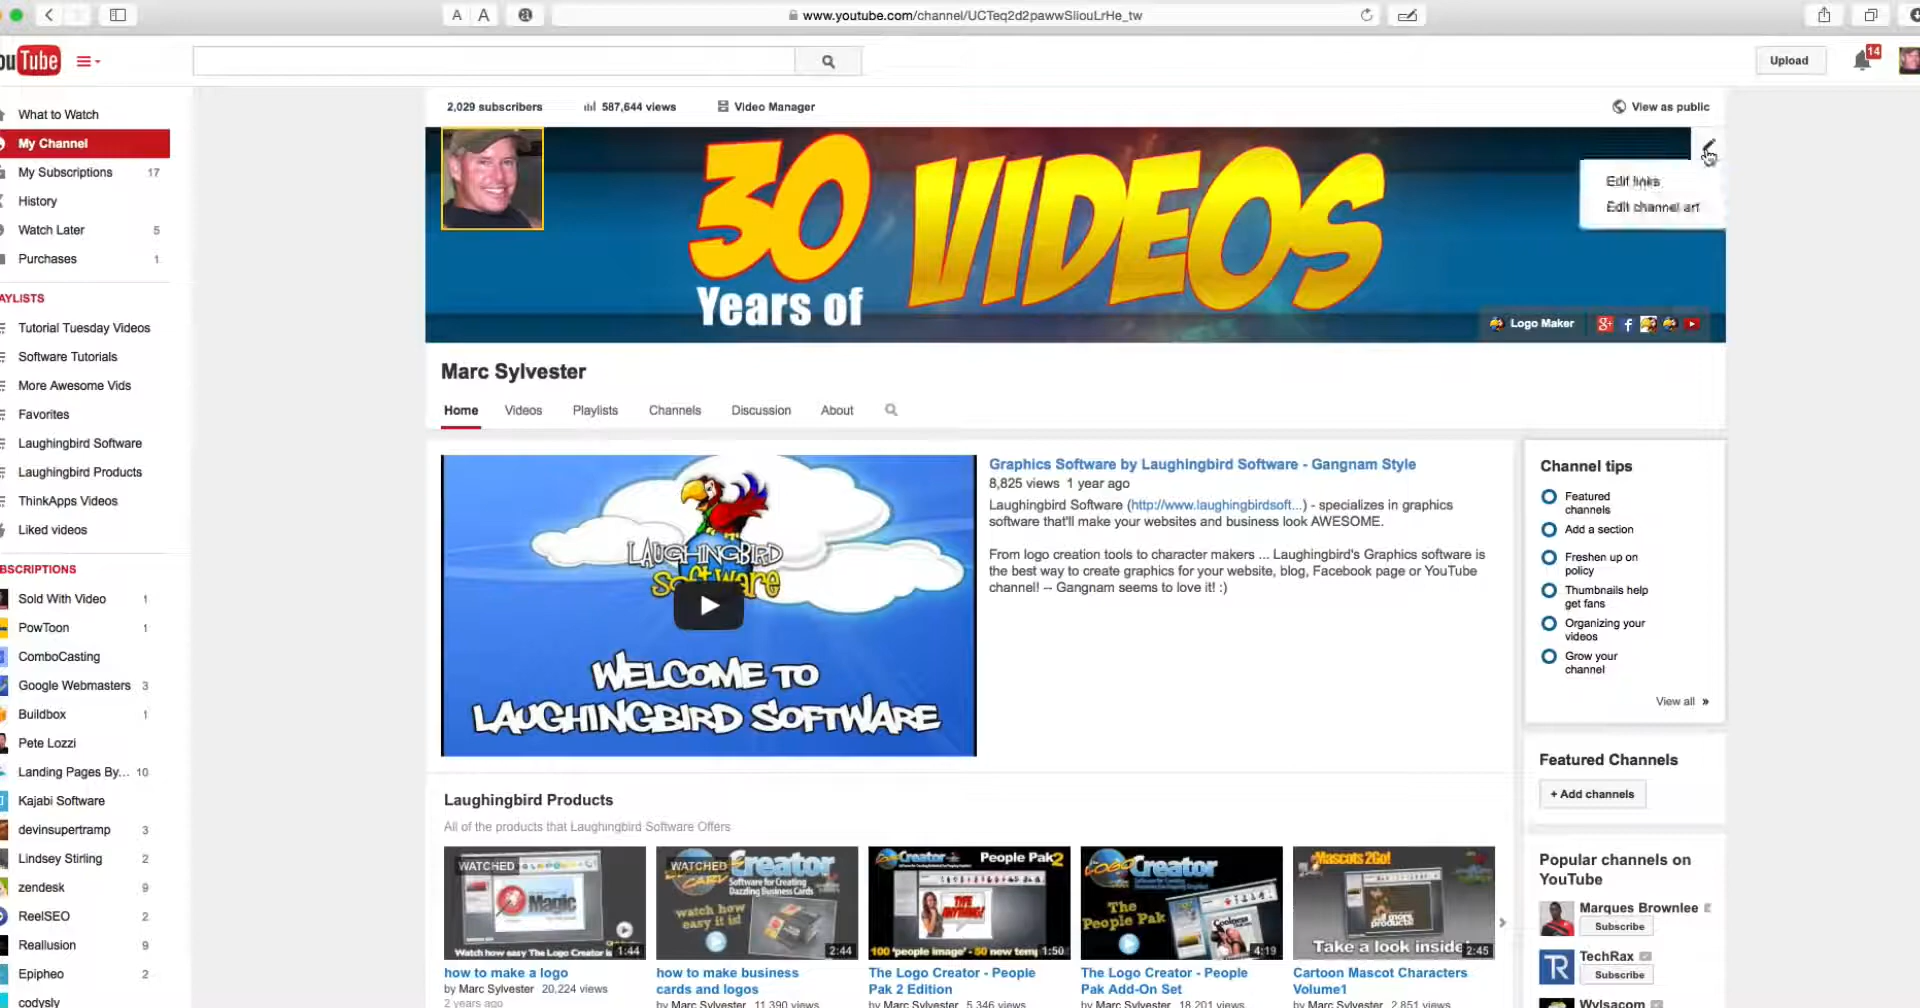 A A a www.youtube.com/channel/UCTeq2d2pawwSliouLrHe_tw
ouTube
Upload
14
What to Watch
My Channel
My Subscriptions 17
History
Watch Later 5
Purchases 1
AYLISTS
Tutorial Tuesday Videos
Software Tutorials
More Awesome Vids
Favorites
Laughingbird Software
Laughingbird Products
ThinkApps Videos
Liked videos
BSCRIPTIONS
Sold With Video 1
PowToon 1
ComboCasting
Google Webmasters 3
Buildbox 1
Pete Lozzi
Landing Pages By... 10
Kajabi Software
devinsupertramp 3
Lindsey Stirling 2
zendesk 9
ReelSEO 2
Reallusion 9
Epipheo 2
codysly
2,029 subscribers 587,644 views Video Manager View as public
30 VIDEOS
Years of
Edit links
Edit channel art
Logo Maker
Marc Sylvester
Home Videos Playlists Channels Discussion About
LAUGHINGBIRD
Software
WELCOME TO
LAUGHINGBIRD SOFTWARE
Graphics Software by Laughingbird Software - Gangnam Style
8,825 views 1 year ago
Laughingbird Software (http://www.laughingbirdsoft...) - specializes in graphics
software that'll make your websites and business look AWESOME.
From logo creation tools to character makers ... Laughingbird's Graphics software is
the best way to create graphics for your website, blog, Facebook page or YouTube
channel! -- Gangnam seems to love it! :)
Channel tips
Featured
channels
Add a section
Freshen up on
policy
Thumbnails help
get fans
Organizing your
videos
Grow your
channel
View all »
Featured Channels
+ Add channels
Popular channels on
YouTube
Marques Brownlee
Subscribe
TechRax
Subscribe
Wylsacom
Laughingbird Products
All of the products that Laughingbird Software Offers
WATCHED
Magic
Watch how easy The Logo Creator is
1:44
how to make a logo
by Marc Sylvester 20,224 views
2 years ago
WATCHED
Creator
Software for Creating
Dazzling Business Cards
watch how
easy it is!
2:44
how to make business
cards and logos
by Marc Sylvester 11,390 views
Creator People Pak2
TYPE
ANYTHING!
100 'people image' - 50 new temp
1:50
The Logo Creator - People
Pak 2 Edition
by Marc Sylvester 5,346 views
Creator
The
People Pak
4:19
The Logo Creator - People
Pak Add-On Set
by Marc Sylvester 18,201 views
Mascots 2Go!
Take a look inside
2:45
Cartoon Mascot Characters
Volume1
by Marc Sylvester 2,851 views